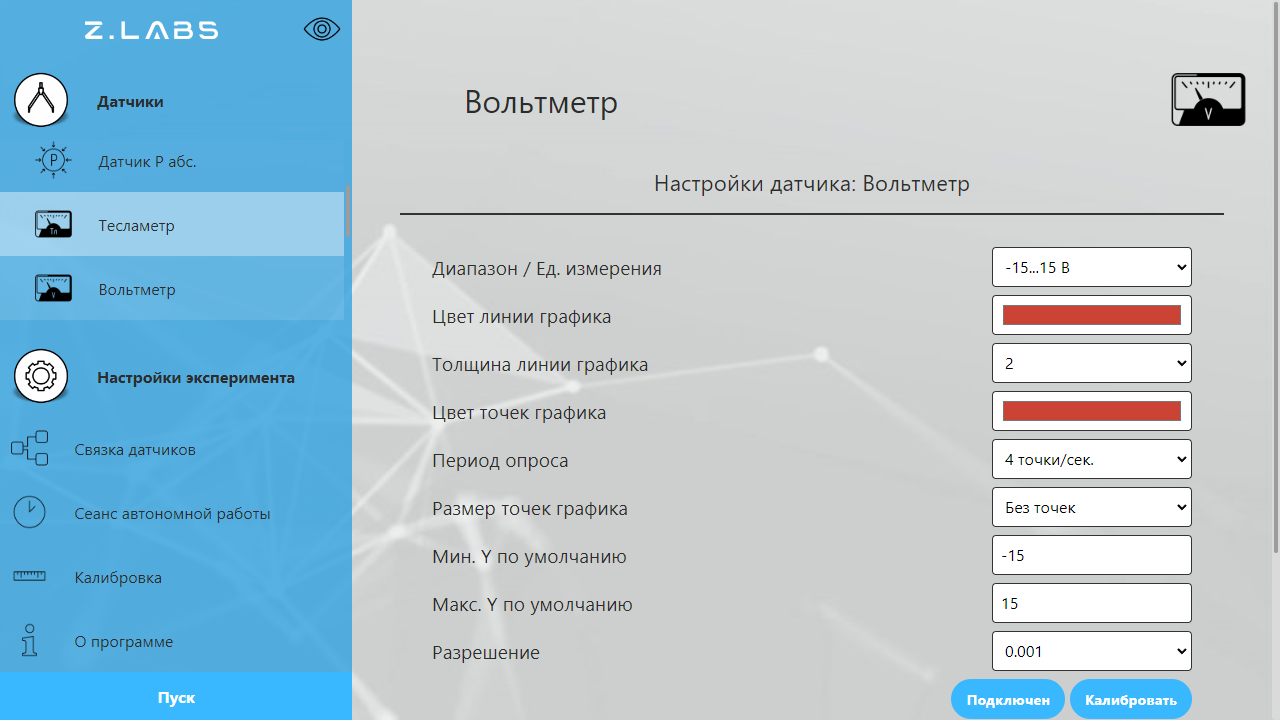 Z.LABS
Датчики
P
Датчик P абс.
Тл
Тесламетр
V
Вольтметр
Настройки эксперимента
Связка датчиков
Сеанс автономной работы
Калибровка
О программе
Пуск
Вольтметр
V
Настройки датчика: Вольтметр
Диапазон / Ед. измерения
-15...15 В
Цвет линии графика
Толщина линии графика
2
Цвет точек графика
Период опроса
4 точки/сек.
Размер точек графика
Без точек
Мин. Y по умолчанию
-15
Макс. Y по умолчанию
15
Разрешение
0.001
Подключен
Калибровать